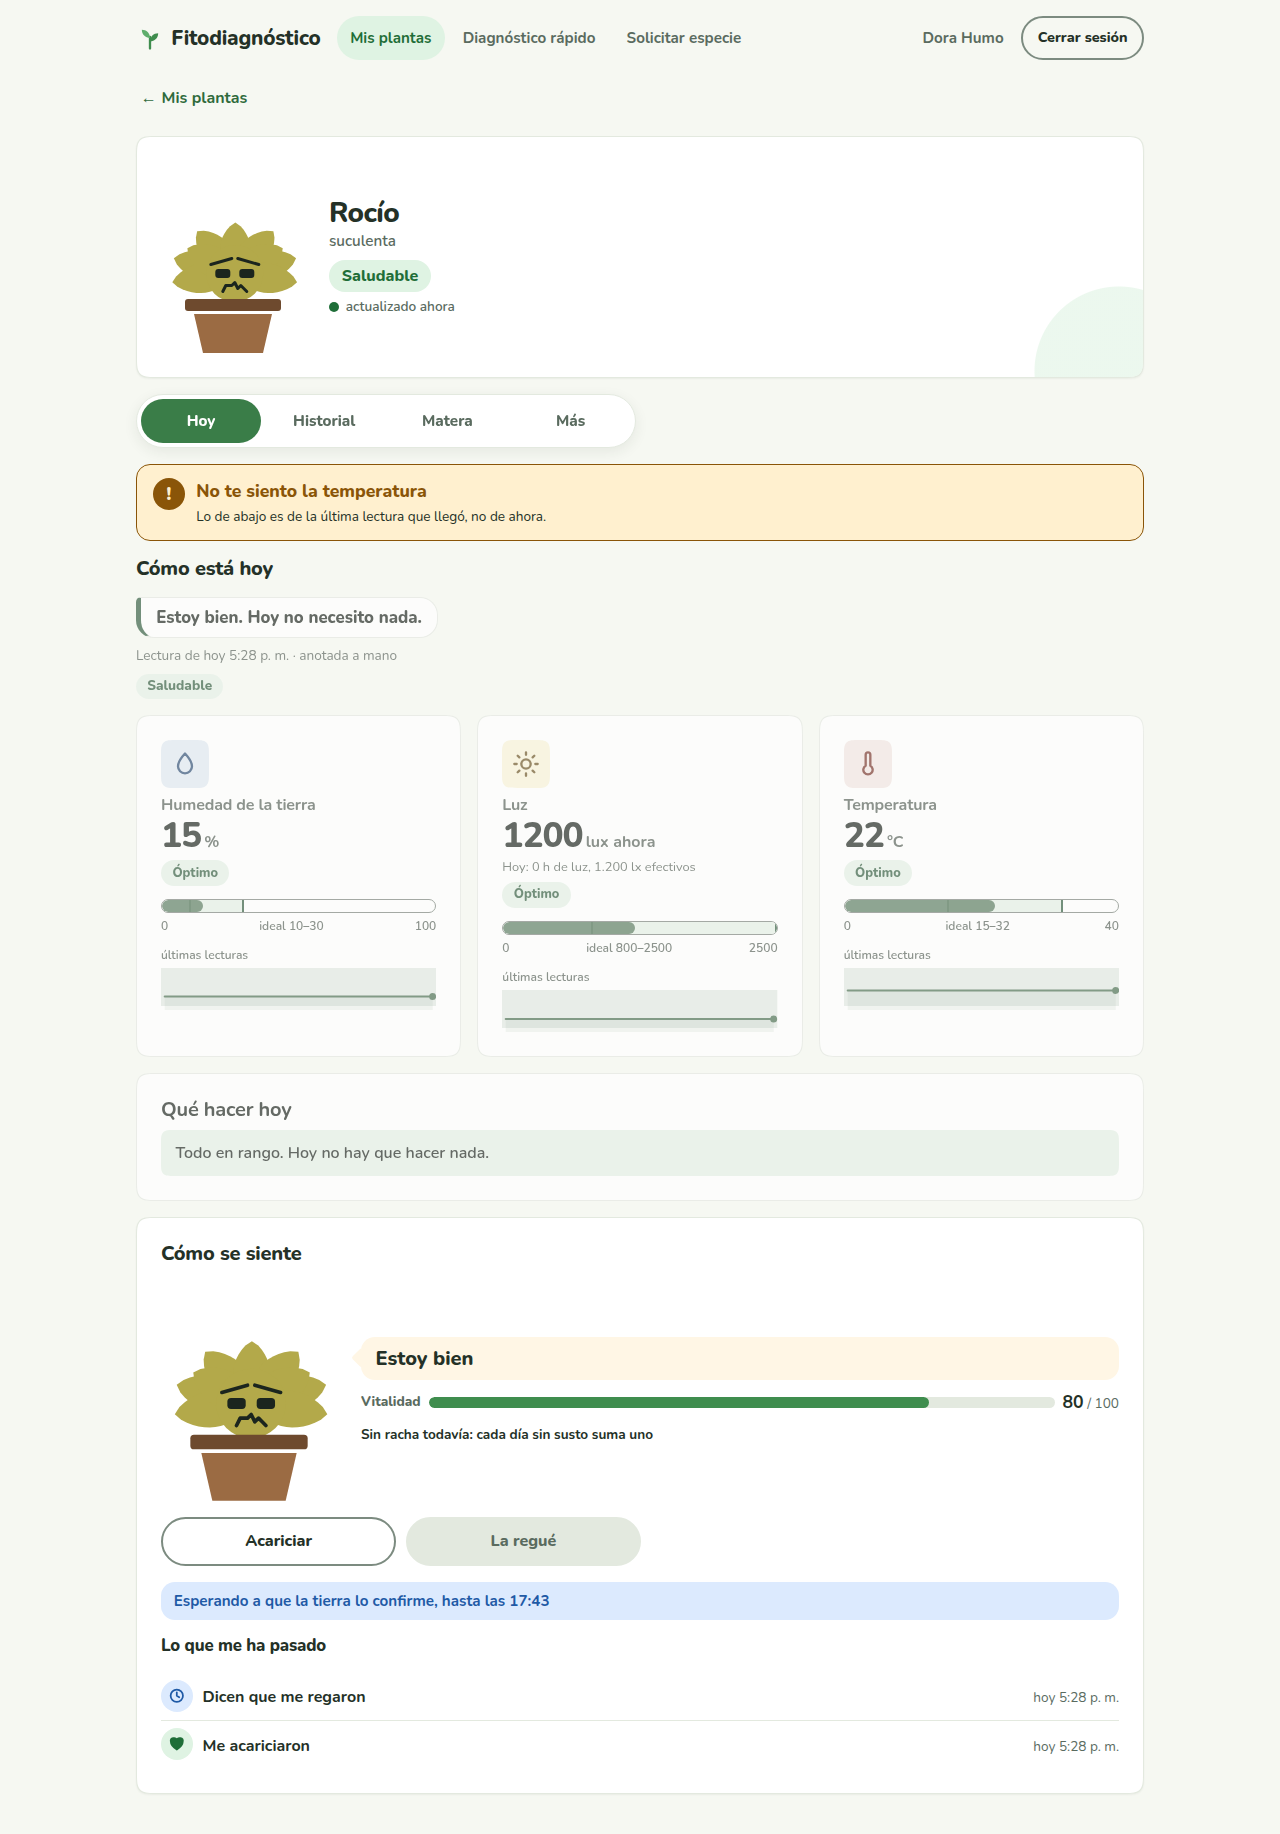 Fitodiagnóstico
Mis plantas
Diagnóstico rápido
Solicitar especie
Dora Humo
Cerrar sesión
← Mis plantas
Rocío
suculenta
Saludable
actualizado ahora
Hoy
Historial
Matera
Más
!
No te siento la temperatura
Lo de abajo es de la última lectura que llegó, no de ahora.
Cómo está hoy
Estoy bien. Hoy no necesito nada.
Lectura de hoy 5:28 p. m. · anotada a mano
Saludable
Humedad de la tierra
15 %
Óptimo
0 ideal 10–30 100
últimas lecturas
Luz
1200 lux ahora
Hoy: 0 h de luz, 1.200 lx efectivos
Óptimo
0 ideal 800–2500 2500
últimas lecturas
Temperatura
22 °C
Óptimo
0 ideal 15–32 40
últimas lecturas
Qué hacer hoy
Todo en rango. Hoy no hay que hacer nada.
Cómo se siente
Estoy bien
Vitalidad 80 / 100
Sin racha todavía: cada día sin susto suma uno
Acariciar
La regué
Esperando a que la tierra lo confirme, hasta las 17:43
Lo que me ha pasado
Dicen que me regaron hoy 5:28 p. m.
Me acariciaron hoy 5:28 p. m.